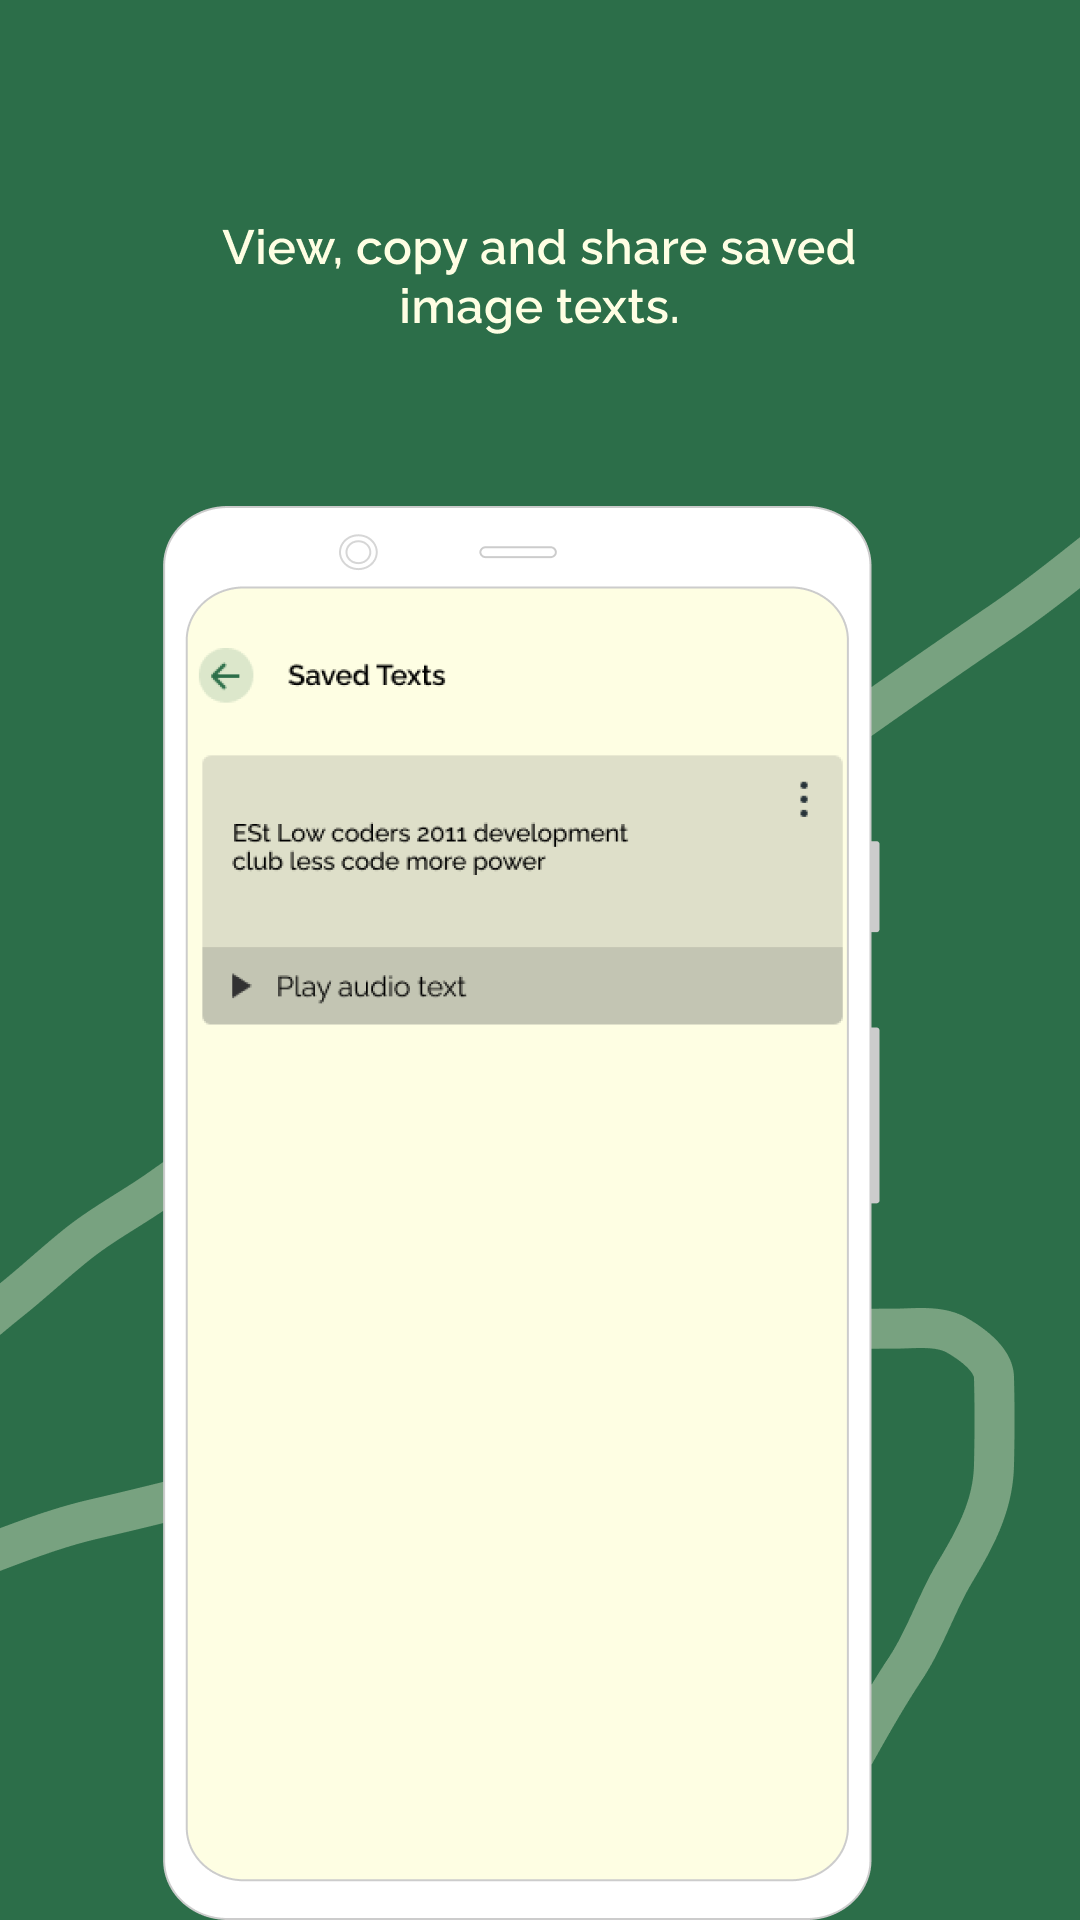 View, copy and share saved
image texts.
Saved Texts
ESt Low coders 2011 development
club less code more power
Play audio text